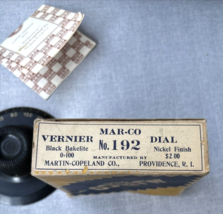 MAR-CO
VERNIER No. 192 DIAL
Black Bakelite Nickel Finish
0-100 $2.00
MANUFACTURED BY
MARTIN-COPELAND CO., PROVIDENCE, R. I.